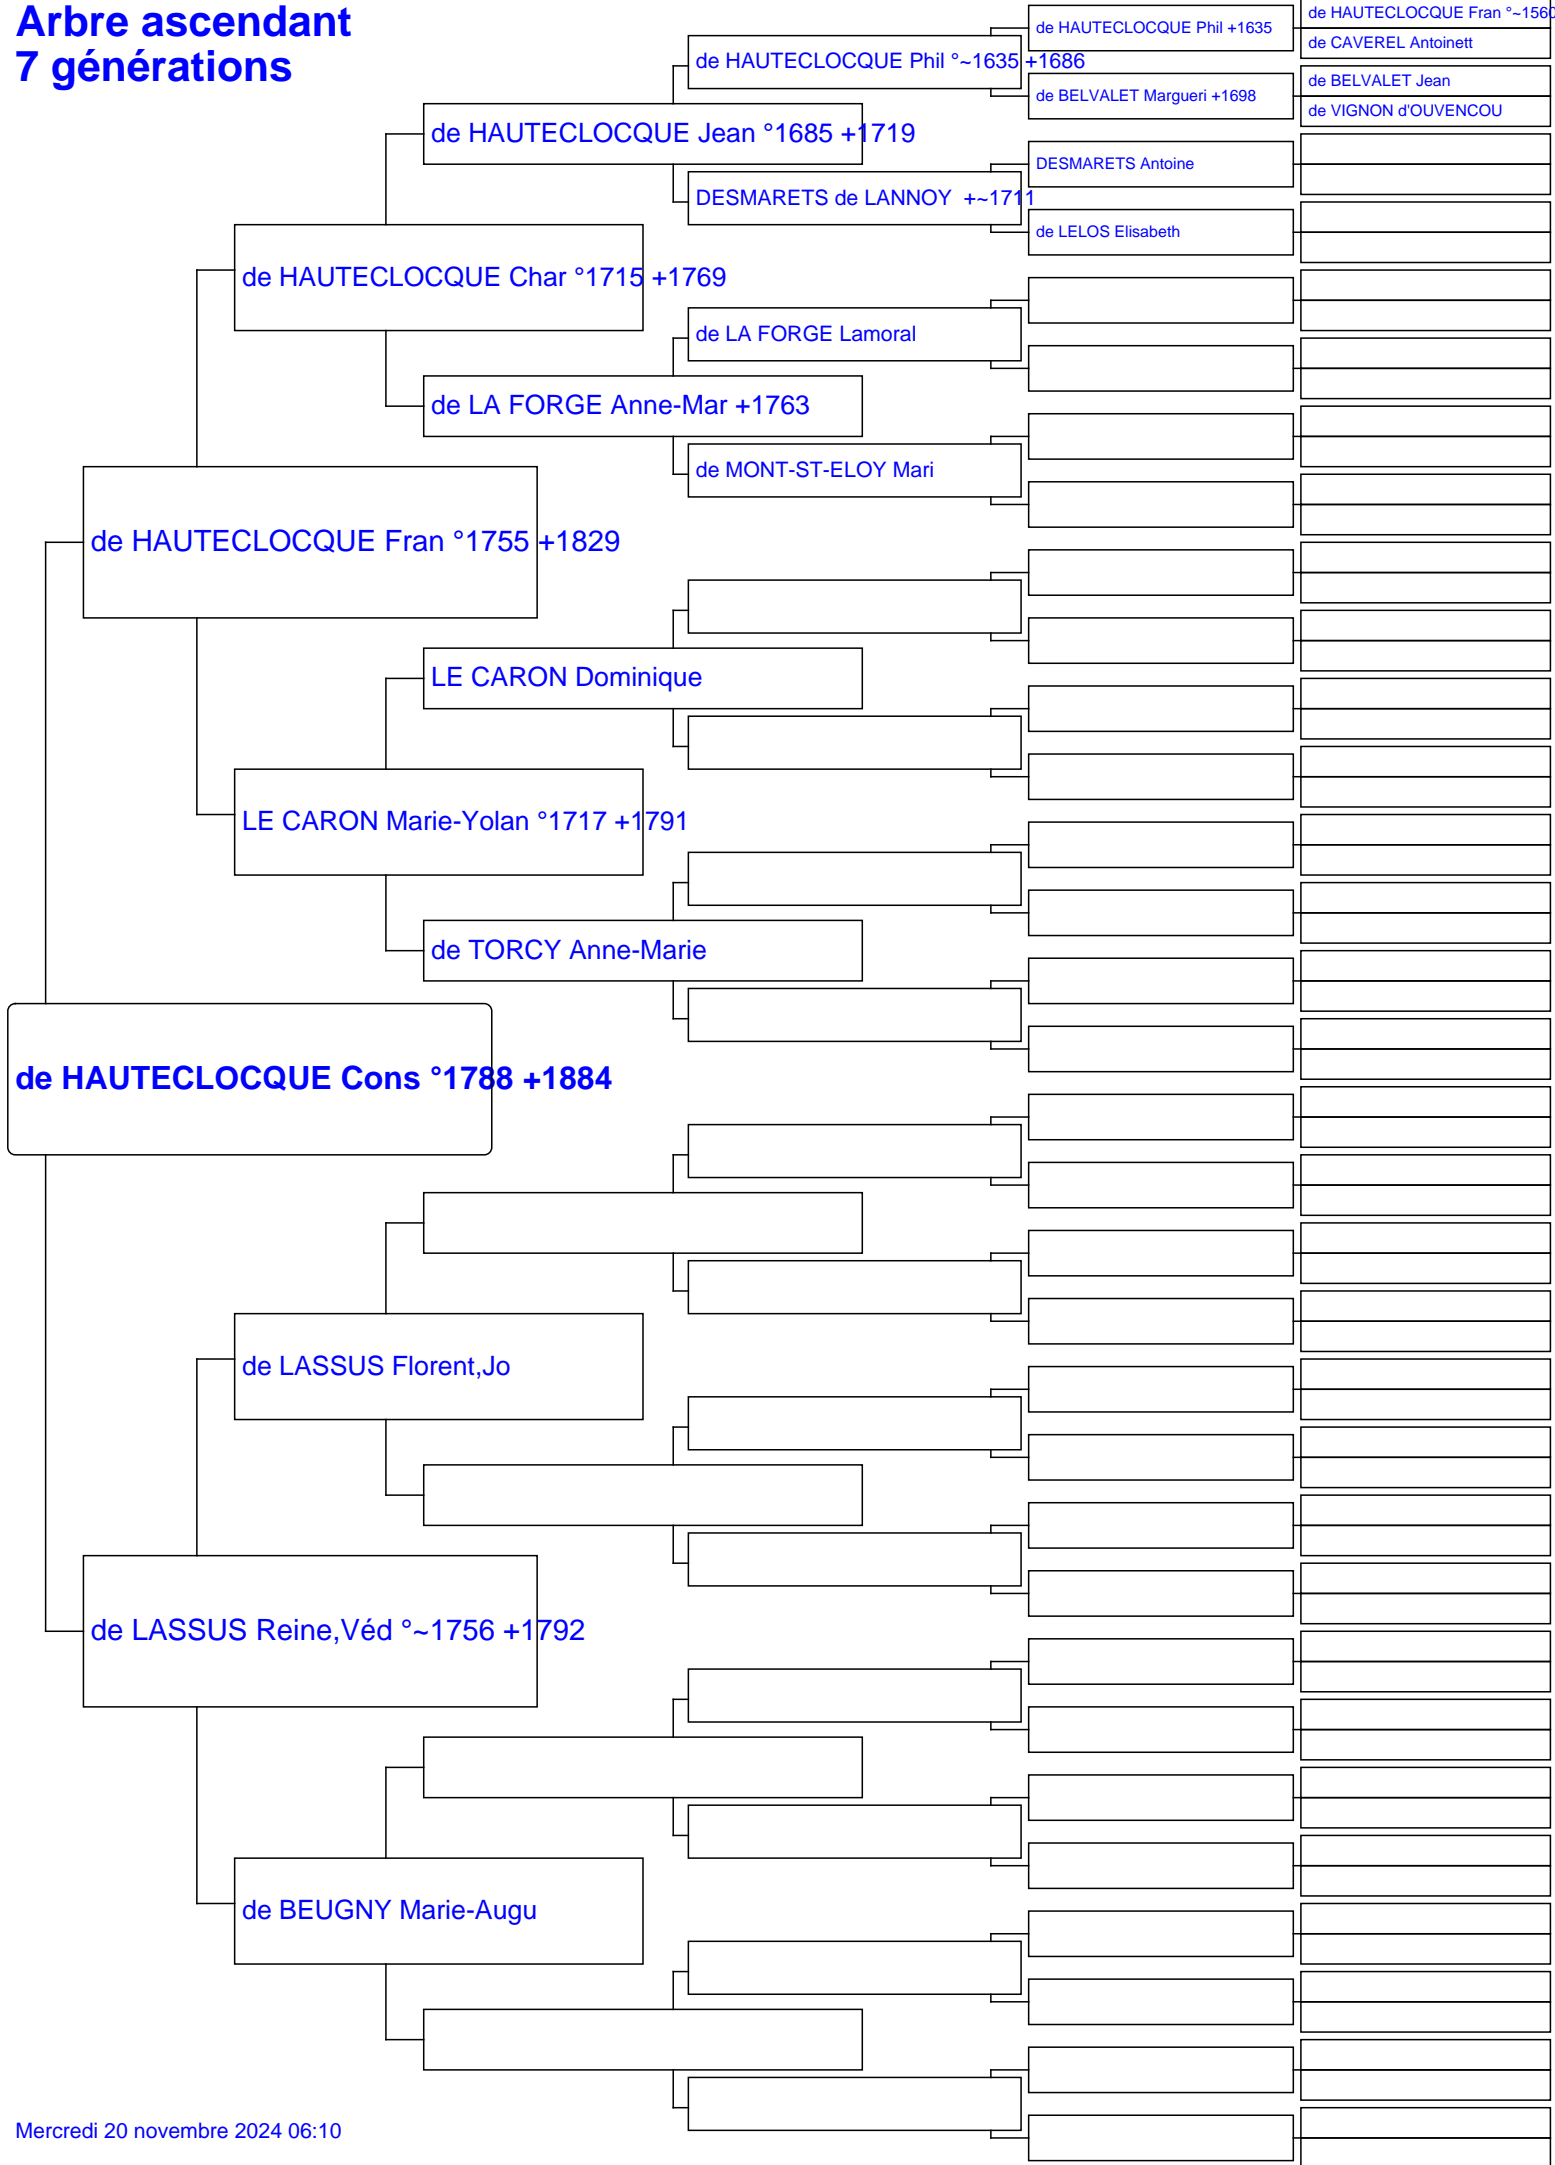 Arbre ascendant
7 générations
de HAUTECLOCQUE Fran °~1560
de HAUTECLOCQUE Phil +1635
de CAVEREL Antoinett
de HAUTECLOCQUE Phil °~1635 +1686
de BELVALET Jean
de BELVALET Margueri +1698
de VIGNON d'OUVENCOU
de HAUTECLOCQUE Jean °1685 +1719
DESMARETS Antoine
DESMARETS de LANNOY +~1711
de LELOS Elisabeth
de HAUTECLOCQUE Char °1715 +1769
de LA FORGE Lamoral
de LA FORGE Anne-Mar +1763
de MONT-ST-ELOY Mari
de HAUTECLOCQUE Fran °1755 +1829
LE CARON Dominique
LE CARON Marie-Yolan °1717 +1791
de TORCY Anne-Marie
de HAUTECLOCQUE Cons °1788 +1884
de LASSUS Florent,Jo
de LASSUS Reine,Véd °~1756 +1792
de BEUGNY Marie-Augu
Mercredi 20 novembre 2024 06:10